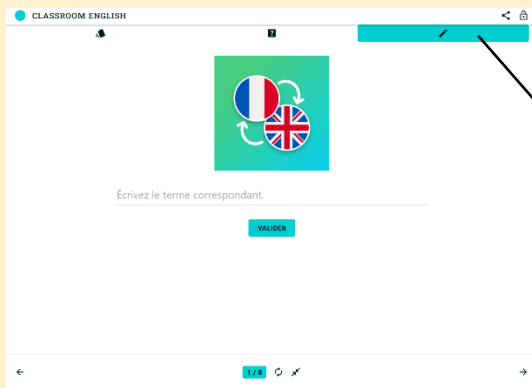 CLASSROOM ENGLISH
?
Écrivez le terme correspondant.
VALIDER
1 / 8